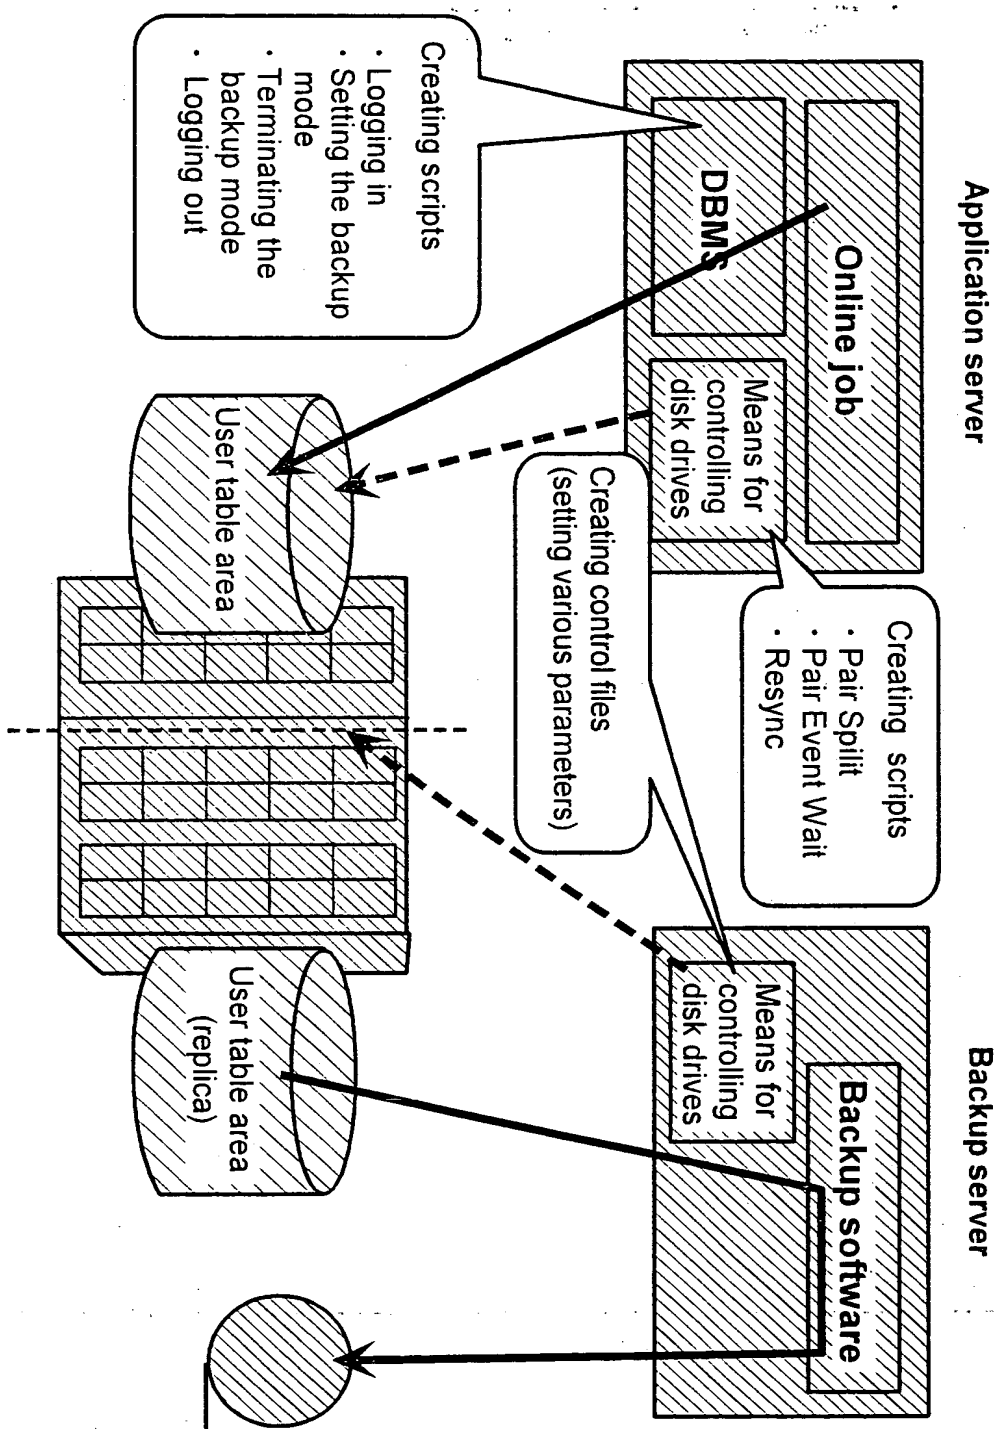 Application server
Online job
DBMS
Means for
controlling
disk drives
Creating scripts
· Logging in
· Setting the backup
mode
· Terminating the
backup mode
· Logging out
Creating scripts
· Pair Spilit
· Pair Event Wait
· Resync
Creating control files
(setting various parameters)
Backup server
Backup software
Means for
controlling
disk drives
User table area
User table area
(replica)